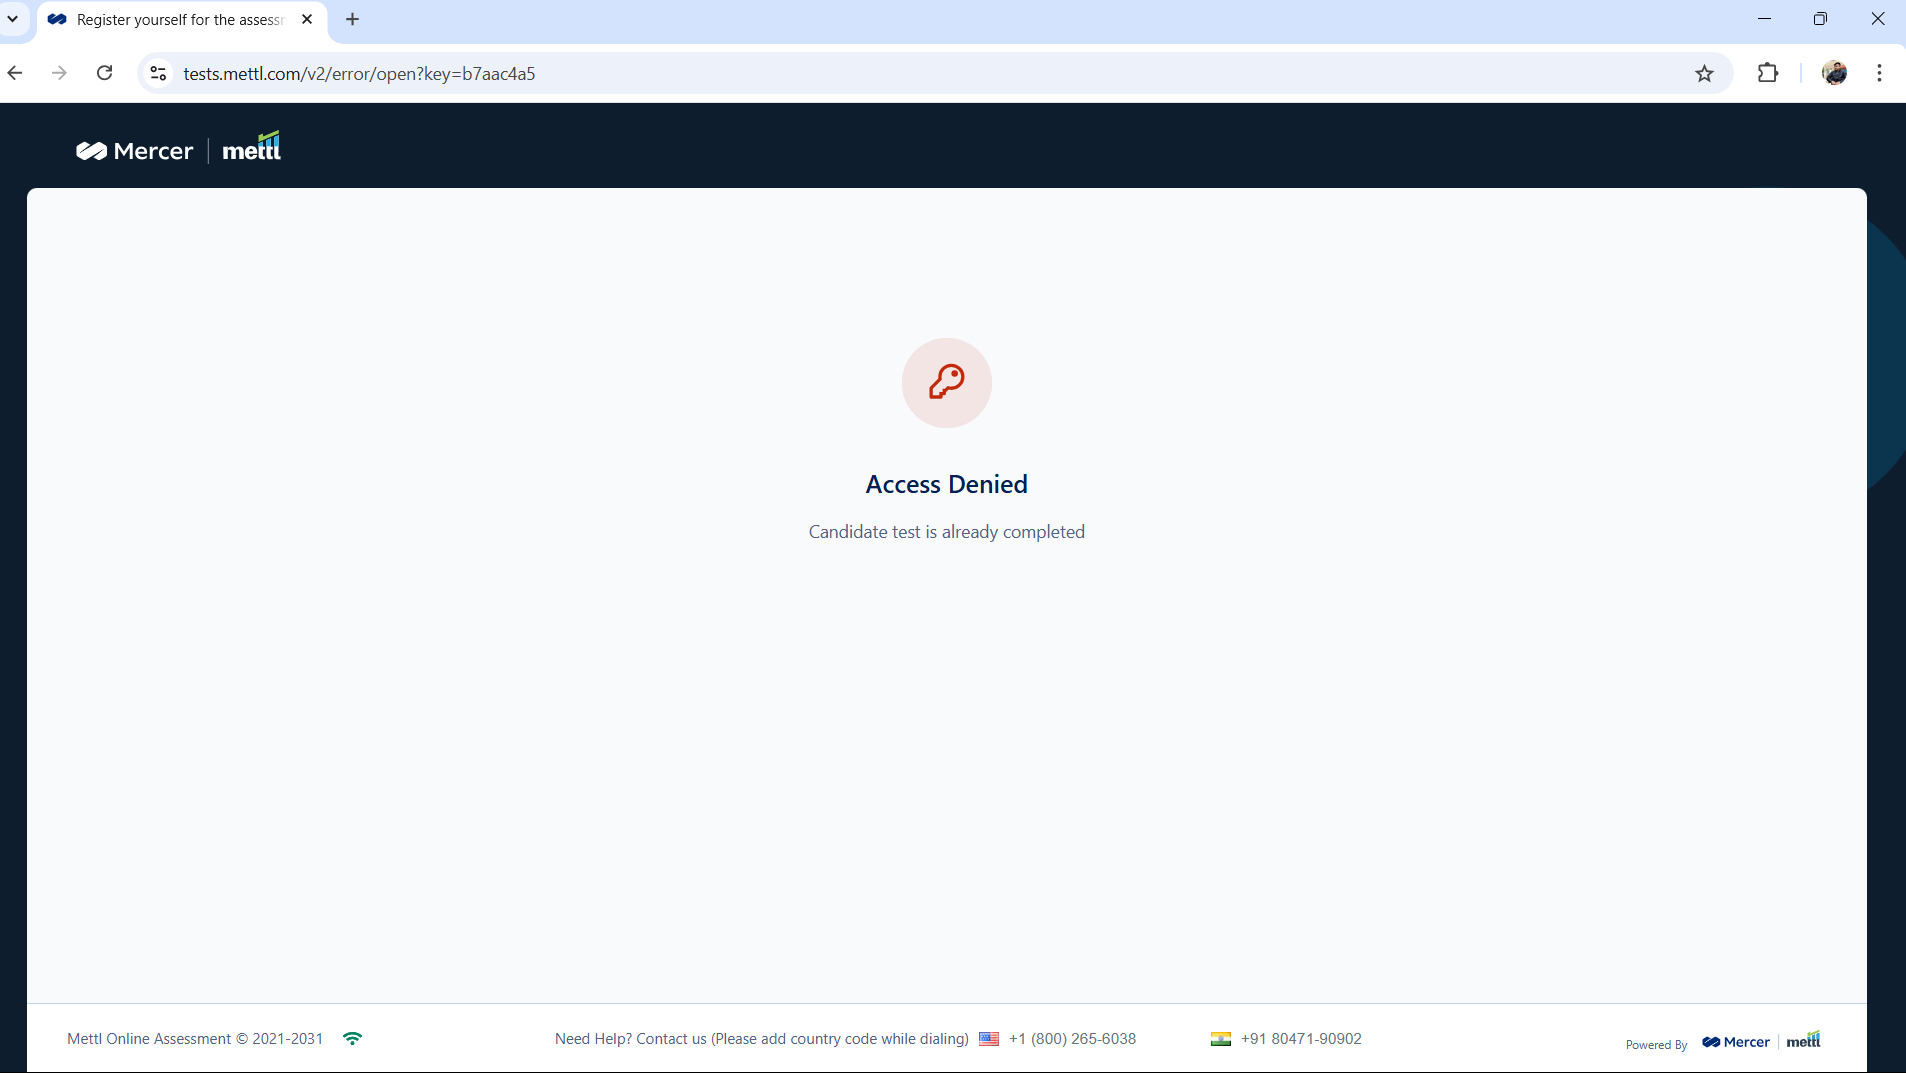 Register yourself for the assessm
tests.mettl.com/v2/error/open?key=b7aac4a5
Mercer | mettl
Access Denied
Candidate test is already completed
Mettl Online Assessment © 2021-2031
Need Help? Contact us (Please add country code while dialing) +1 (800) 265-6038 +91 80471-90902
Powered By Mercer | mettl